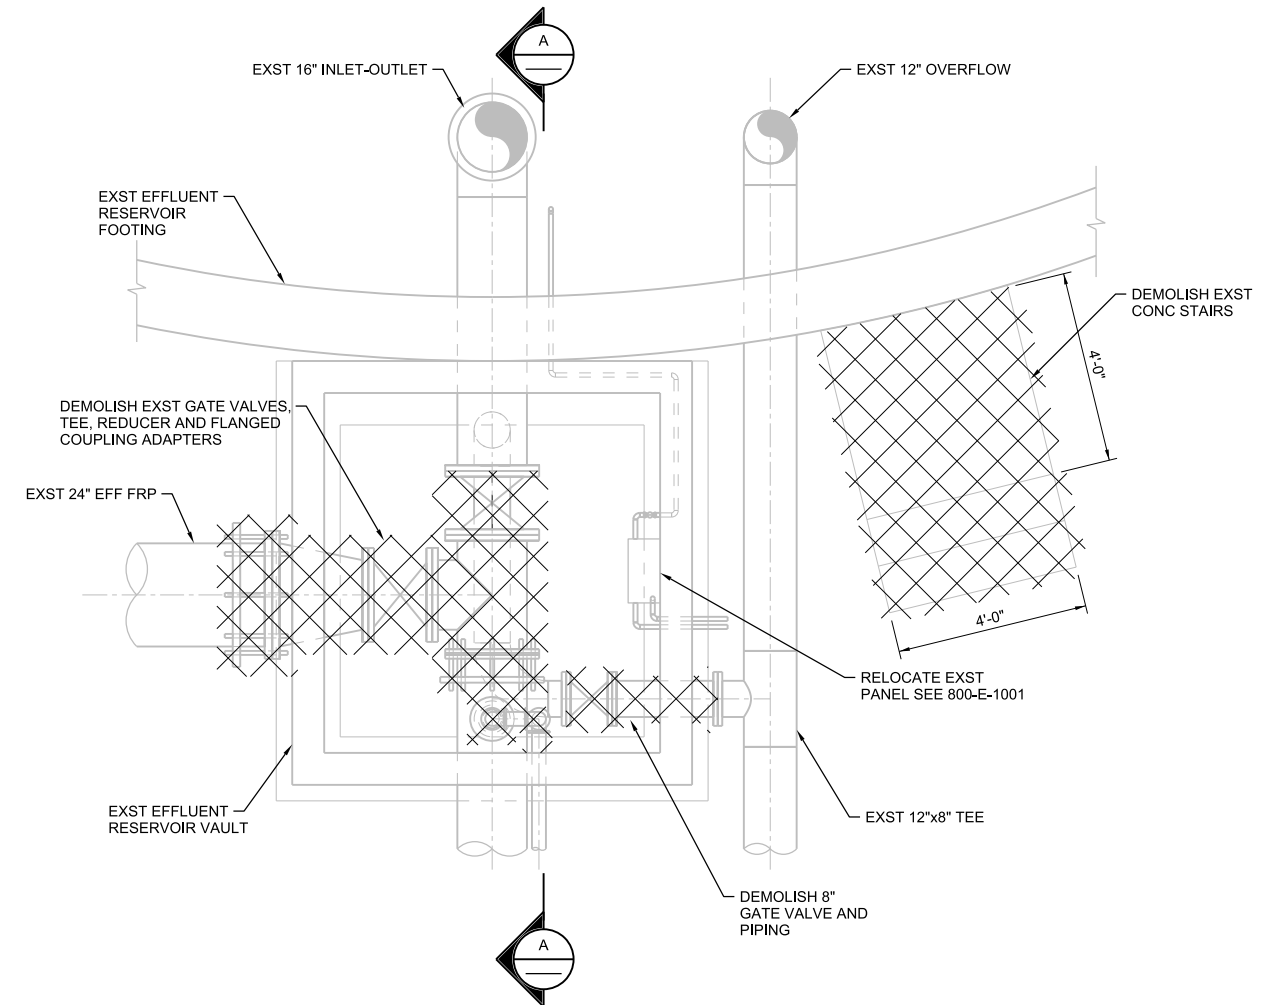 A
EXST 16" INLET-OUTLET
EXST 12" OVERFLOW
EXST EFFLUENT
RESERVOIR
FOOTING
DEMOLISH EXST
CONC STAIRS
4'-0"
DEMOLISH EXST GATE VALVES,
TEE, REDUCER AND FLANGED
COUPLING ADAPTERS
EXST 24" EFF FRP
4'-0"
RELOCATE EXST
PANEL SEE 800-E-1001
EXST EFFLUENT
RESERVOIR VAULT
EXST 12"x8" TEE
DEMOLISH 8"
GATE VALVE AND
PIPING
A